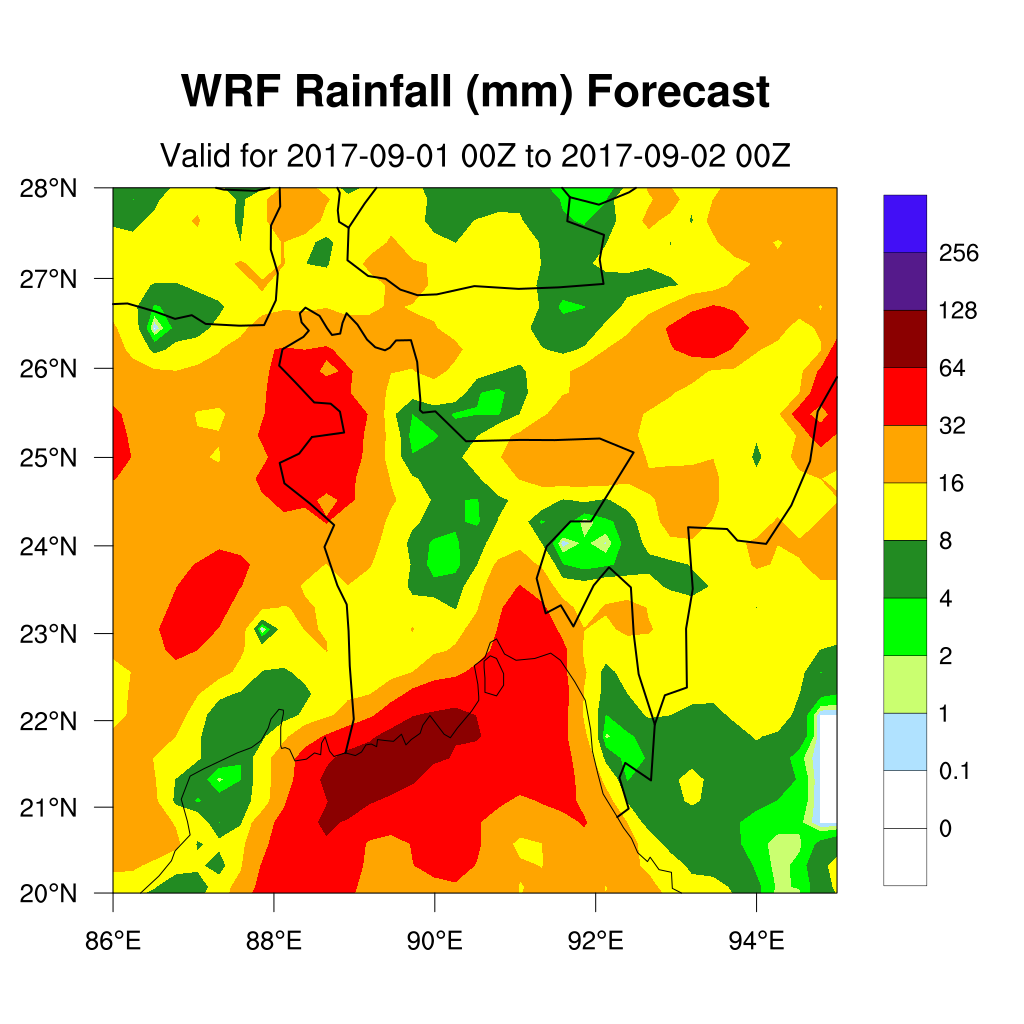 WRF Rainfall (mm) Forecast
Valid for 2017-09-01 00Z to 2017-09-02 00Z
28°N
27°N
26°N
25°N
24°N
23°N
22°N
21°N
20°N
86°E 88°E 90°E 92°E 94°E
256
128
64
32
16
8
4
2
1
0.1
0